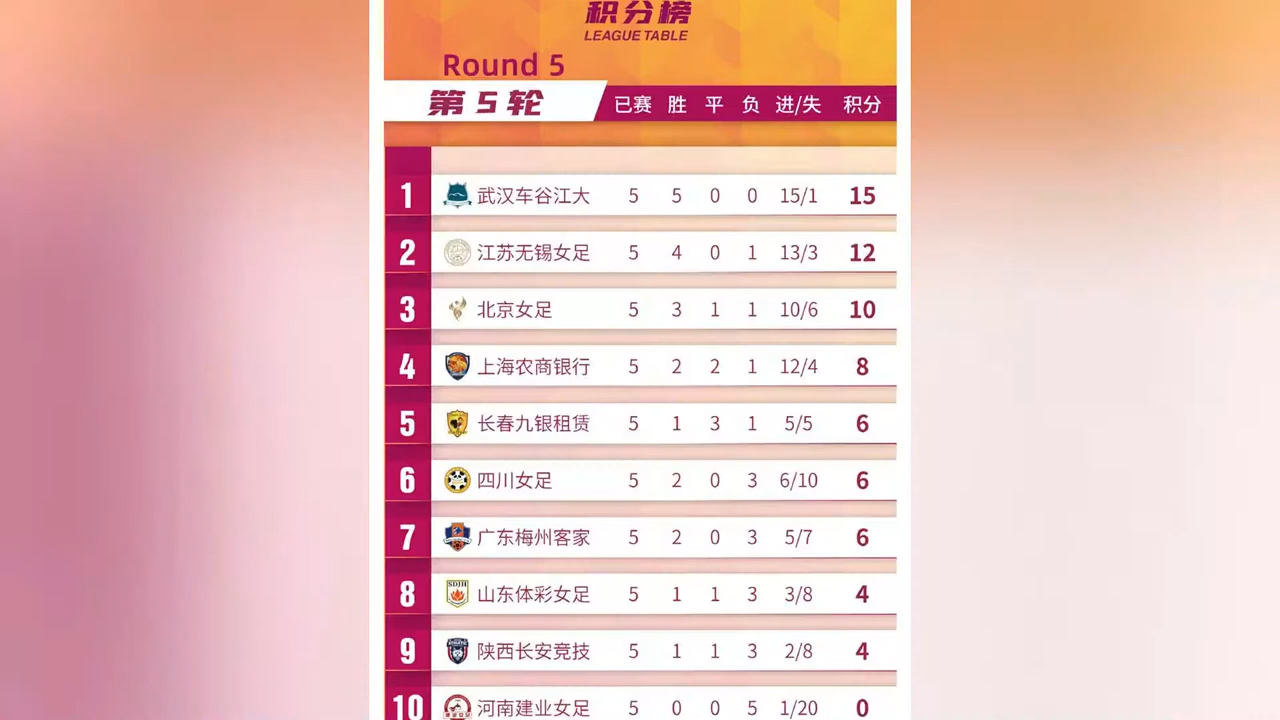 积分榜
LEAGUE TABLE
Round 5
第5轮 已赛 胜 平 负 进/失 积分
1 武汉车谷江大 5 5 0 0 15/1 15
2 江苏无锡女足 5 4 0 1 13/3 12
3 北京女足 5 3 1 1 10/6 10
4 上海农商银行 5 2 2 1 12/4 8
5 长春九银租赁 5 1 3 1 5/5 6
6 四川女足 5 2 0 3 6/10 6
7 广东梅州客家 5 2 0 3 5/7 6
8 SDJH 山东体彩女足 5 1 1 3 3/8 4
9 陕西长安竞技 5 1 1 3 2/8 4
10 河南建业女足 5 0 0 5 1/20 0